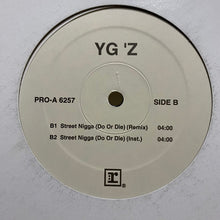 YG 'Z
PRO-A 6257 SIDE B
B1 Street Nigga (Do Or Die) (Remix) 04:00
B2 Street Nigga (Do Or Die) (Inst.) 04:00
r
®